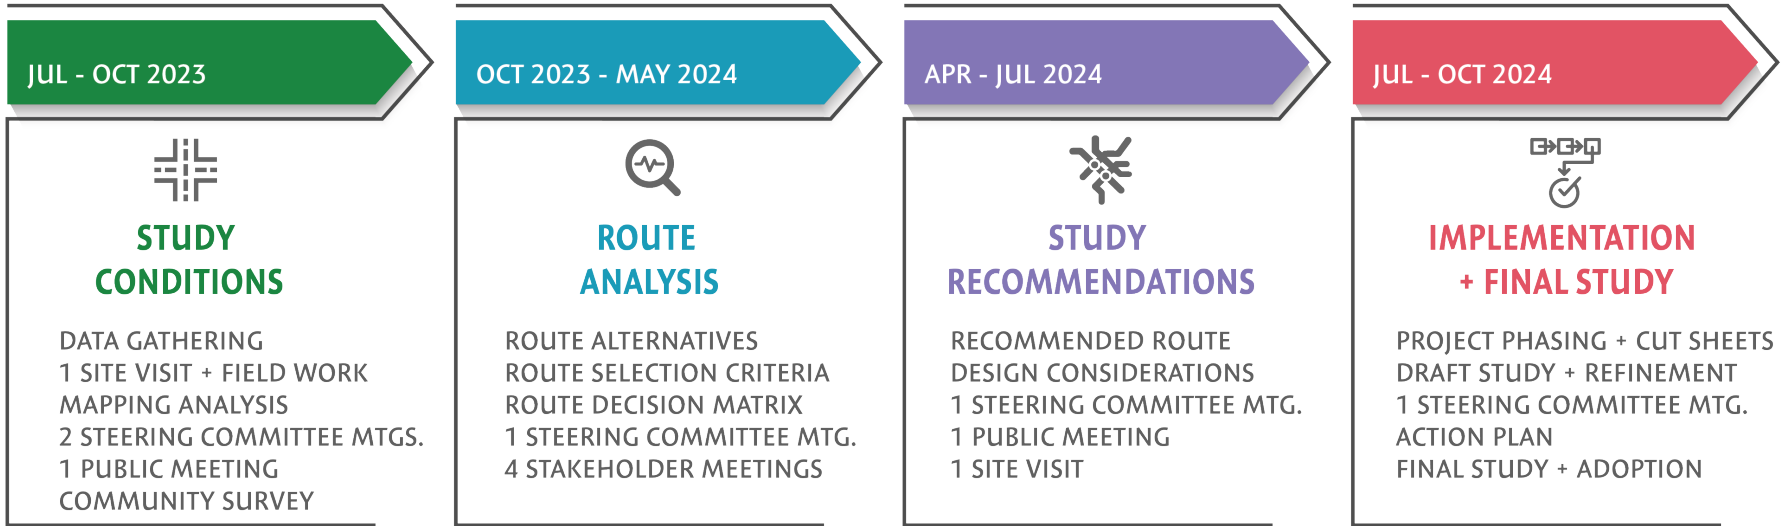 JUL - OCT 2023
STUDY
CONDITIONS
DATA GATHERING
1 SITE VISIT + FIELD WORK
MAPPING ANALYSIS
2 STEERING COMMITTEE MTGS.
1 PUBLIC MEETING
COMMUNITY SURVEY
OCT 2023 - MAY 2024
ROUTE
ANALYSIS
ROUTE ALTERNATIVES
ROUTE SELECTION CRITERIA
ROUTE DECISION MATRIX
1 STEERING COMMITTEE MTG.
4 STAKEHOLDER MEETINGS
APR - JUL 2024
STUDY
RECOMMENDATIONS
RECOMMENDED ROUTE
DESIGN CONSIDERATIONS
1 STEERING COMMITTEE MTG.
1 PUBLIC MEETING
1 SITE VISIT
JUL - OCT 2024
IMPLEMENTATION
+ FINAL STUDY
PROJECT PHASING + CUT SHEETS
DRAFT STUDY + REFINEMENT
1 STEERING COMMITTEE MTG.
ACTION PLAN
FINAL STUDY + ADOPTION